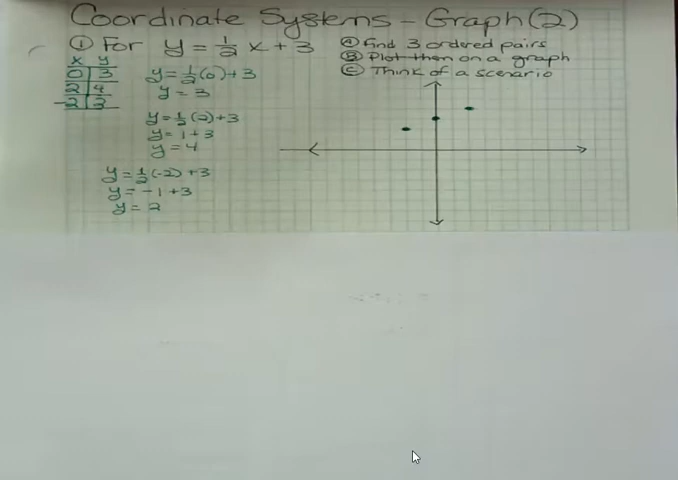 Coordinate Systems - Graph (2)
① For y = 1/2 x + 3
Ⓐ Find 3 ordered pairs
Ⓑ Plot then on a graph
Ⓒ Think of a scenario
x y
0 3
2 4
-2 2
y = 1/2 (0) + 3
y = 3
y = 1/2 (2) + 3
y = 1 + 3
y = 4
y = 1/2 (-2) + 3
y = -1 + 3
y = 2